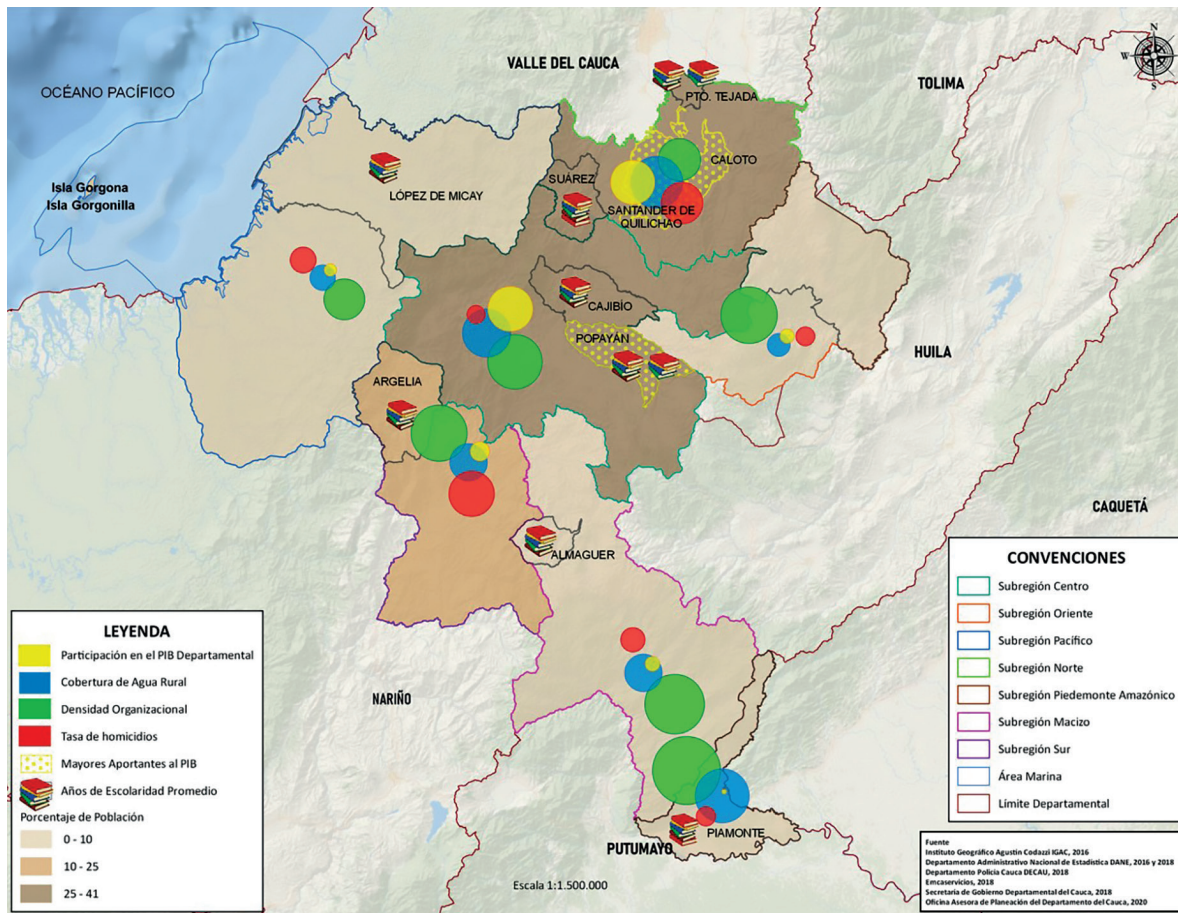 VALLE DEL CAUCA
TOLIMA
N
W
E
S
OCÉANO PACÍFICO
PTO. TEJADA
CALOTO
Isla Gorgona
Isla Gorgonilla
SUÁREZ
LÓPEZ DE MICAY
SANTANDER DE
QUILICHAO
CAJIBÍO
POPAYÁN
HUILA
ARGELIA
CAQUETÁ
ALMAGUER
NARIÑO
PIAMONTE
PUTUMAYO
Escala 1:1.500.000
LEYENDA
Participación en el PIB Departamental
Cobertura de Agua Rural
Densidad Organizacional
Tasa de homicidios
Mayores Aportantes al PIB
Años de Escolaridad Promedio
Porcentaje de Población
0 - 10
10 - 25
25 - 41
CONVENCIONES
Subregión Centro
Subregión Oriente
Subregión Pacífico
Subregión Norte
Subregión Piedemonte Amazónico
Subregión Macizo
Subregión Sur
Área Marina
Límite Departamental
Fuente
Instituto Geográfico Agustin Codazzi IGAC, 2016
Departamento Administrativo Nacional de Estadística DANE, 2016 y 2018
Departamento Policía Cauca DECAU, 2018
Emcaservicios, 2018
Secretaria de Gobierno Departamental del Cauca, 2018
Oficina Asesora de Planeación del Departamento del Cauca, 2020